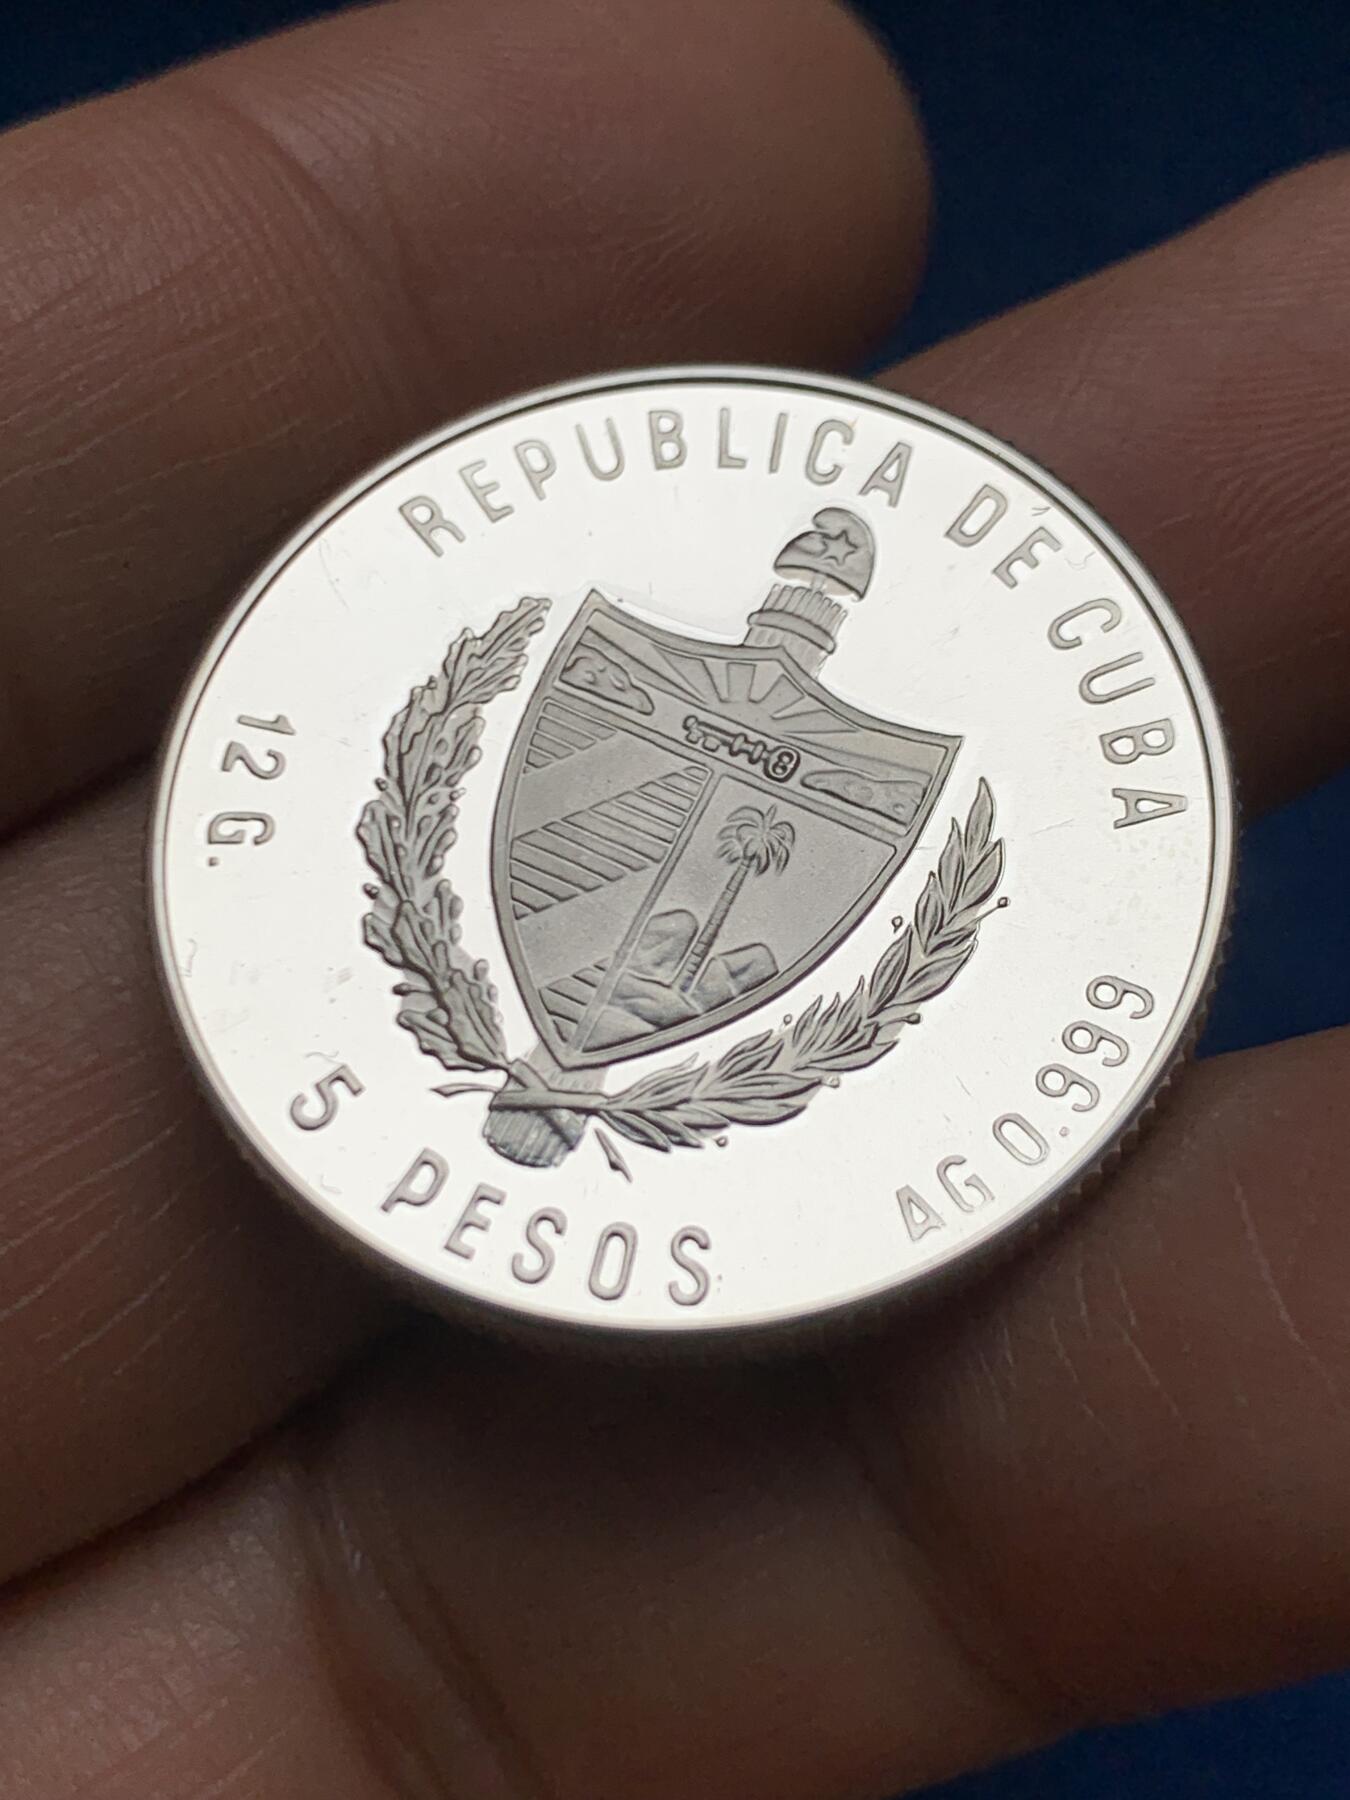 REPUBLICA DE CUBA
12 G.
5 PESOS
AG 0.999